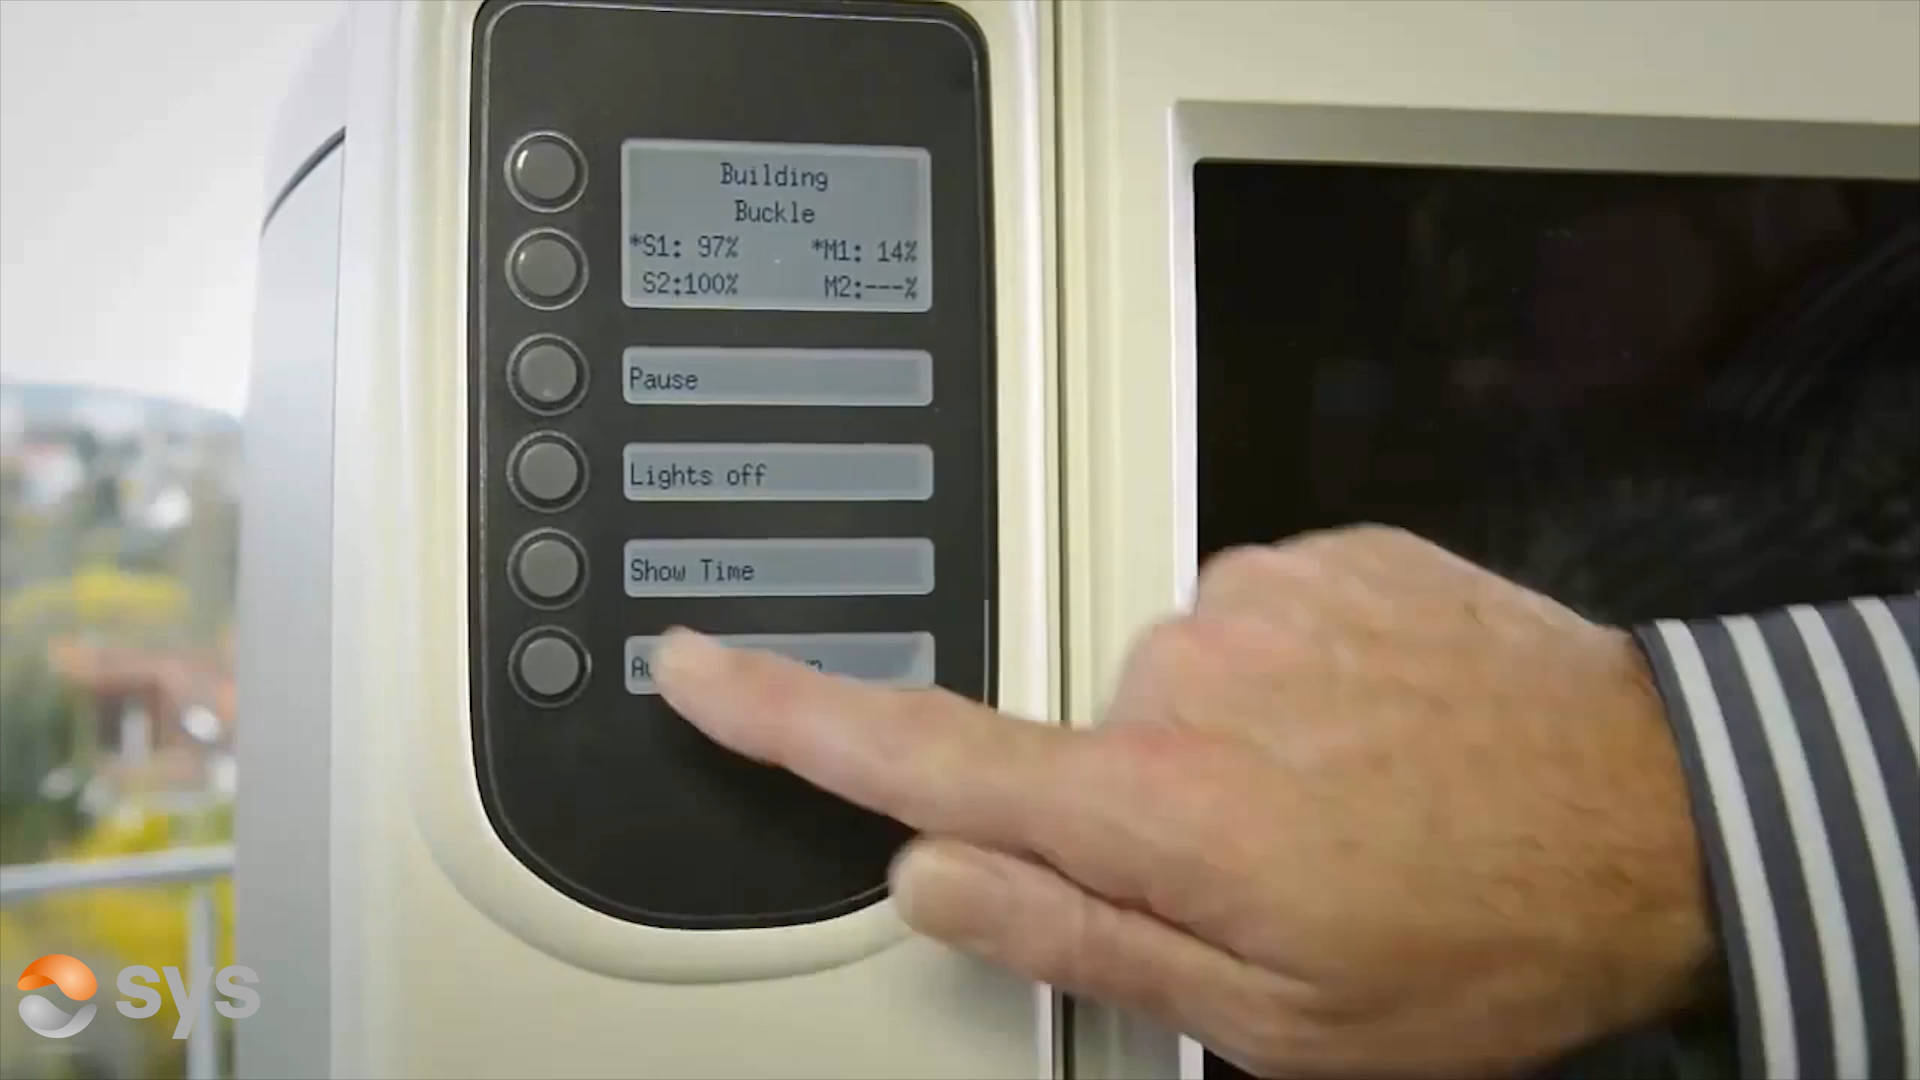 Building
Buckle
*S1: 97% *M1: 14%
S2:100% M2:---%
Pause
Lights off
Show Time
sys